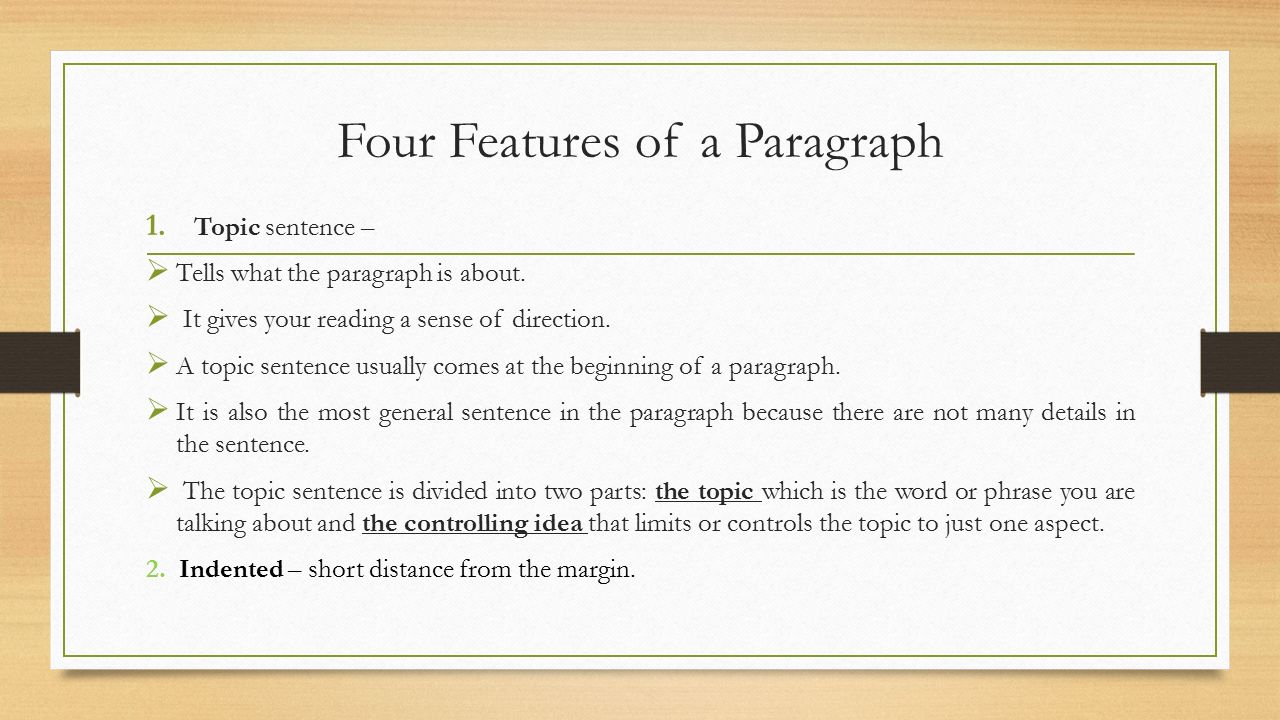 Four Features of a Paragraph
1. Topic sentence –
➢ Tells what the paragraph is about.
➢ It gives your reading a sense of direction.
➢ A topic sentence usually comes at the beginning of a paragraph.
➢ It is also the most general sentence in the paragraph because there are not many details in
the sentence.
➢ The topic sentence is divided into two parts: the topic which is the word or phrase you are
talking about and the controlling idea that limits or controls the topic to just one aspect.
2. Indented – short distance from the margin.